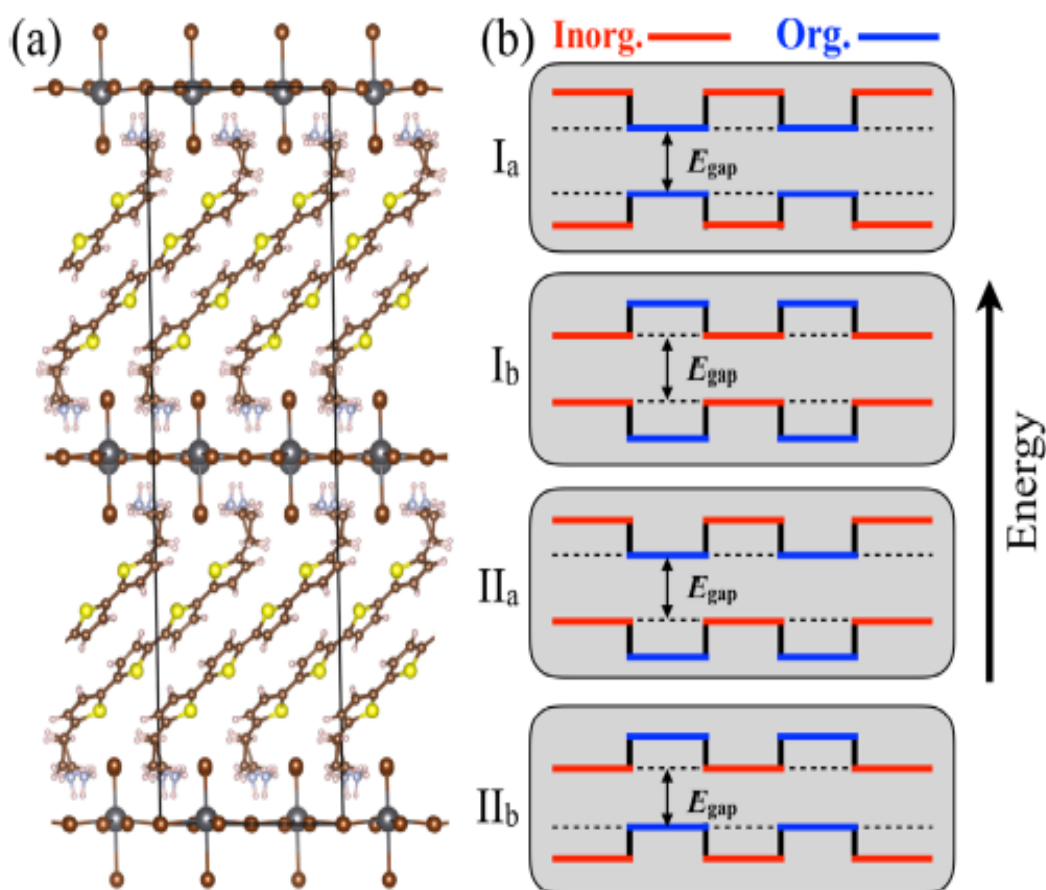 (a)
(b)
Inorg. Org.
Ia
Egap
Ib
Egap
IIa
Egap
IIb
Egap
Energy